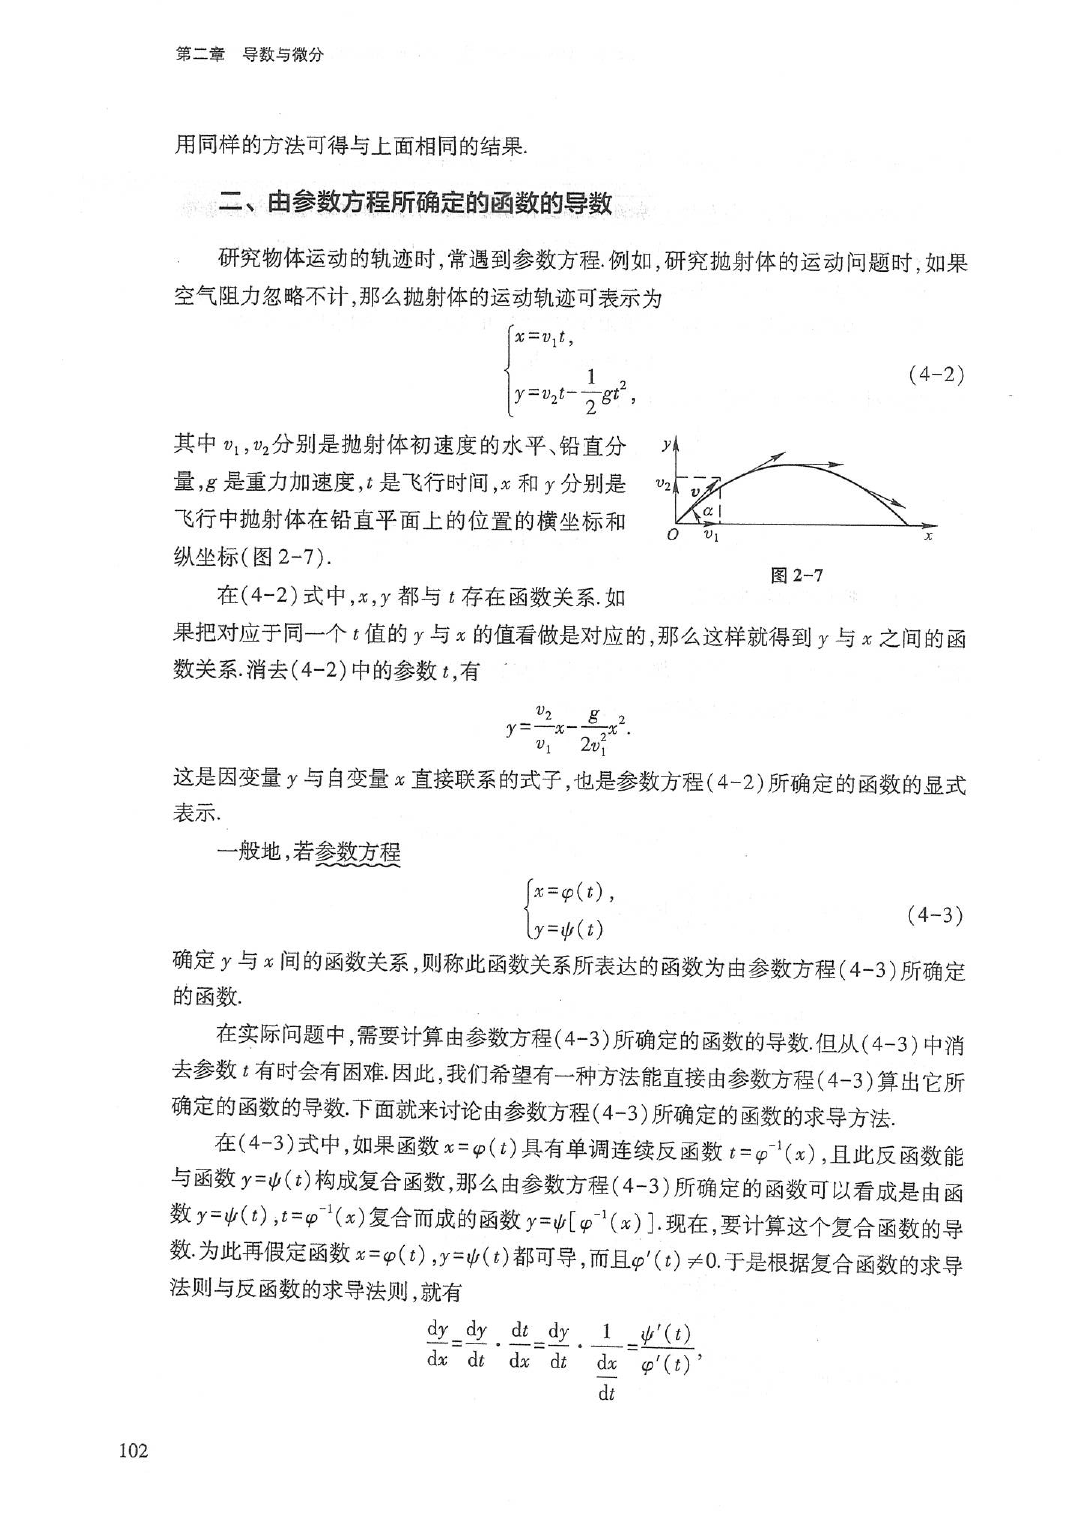 第二章 导数与微分
用同样的方法可得与上面相同的结果.
二、由参数方程所确定的函数的导数
研究物体运动的轨迹时,常遇到参数方程.例如,研究抛射体的运动问题时,如果
空气阻力忽略不计,那么抛射体的运动轨迹可表示为
{x=v₁t,
y=v₂t-\frac{1}{2}gt², (4-2)
其中 v₁,v₂分别是抛射体初速度的水平、铅直分
量,g 是重力加速度,t 是飞行时间,x 和 y 分别是
飞行中抛射体在铅直平面上的位置的横坐标和
纵坐标(图 2-7).
y
v₂
v
α
O
v₁
x
图 2-7
在(4-2)式中,x,y 都与 t 存在函数关系.如
果把对应于同一个 t 值的 y 与 x 的值看做是对应的,那么这样就得到 y 与 x 之间的函
数关系.消去(4-2)中的参数 t,有
y=\frac{v₂}{v₁}x-\frac{g}{2v₁²}x².
这是因变量 y 与自变量 x 直接联系的式子,也是参数方程(4-2)所确定的函数的显式
表示.
一般地,若参数方程
{x=φ(t),
y=ψ(t) (4-3)
确定 y 与 x 间的函数关系,则称此函数关系所表达的函数为由参数方程(4-3)所确定
的函数.
在实际问题中,需要计算由参数方程(4-3)所确定的函数的导数.但从(4-3)中消
去参数 t 有时会有困难.因此,我们希望有一种方法能直接由参数方程(4-3)算出它所
确定的函数的导数.下面就来讨论由参数方程(4-3)所确定的函数的求导方法.
在(4-3)式中,如果函数 x=φ(t)具有单调连续反函数 t=φ⁻¹(x),且此反函数能
与函数 y=ψ(t)构成复合函数,那么由参数方程(4-3)所确定的函数可以看成是由函
数 y=ψ(t),t=φ⁻¹(x)复合而成的函数 y=ψ[φ⁻¹(x)].现在,要计算这个复合函数的导
数.为此再假定函数 x=φ(t),y=ψ(t)都可导,而且φ′(t)≠0.于是根据复合函数的求导
法则与反函数的求导法则,就有
\frac{dy}{dx}=\frac{dy}{dt}·\frac{dt}{dx}=\frac{dy}{dt}·\frac{1}{\frac{dx}{dt}}=\frac{ψ′(t)}{φ′(t)},
102